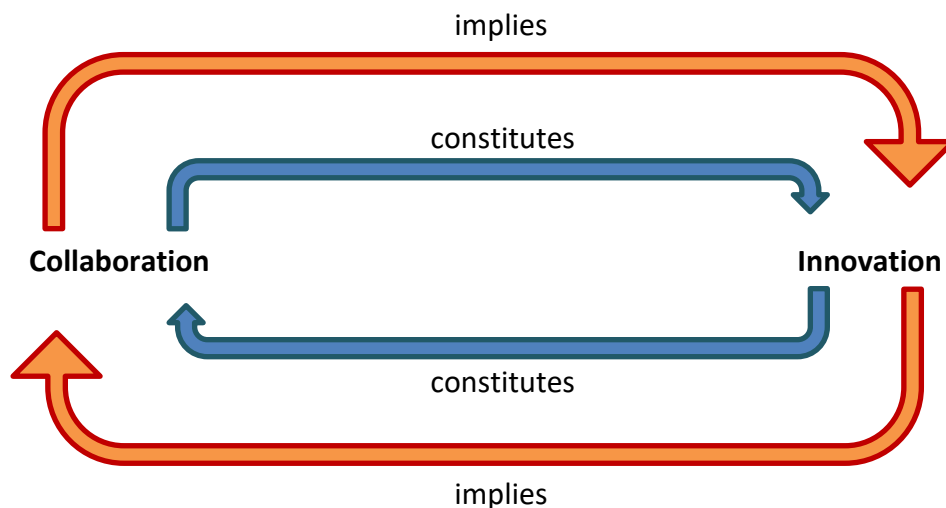 implies
constitutes
Collaboration
Innovation
constitutes
implies